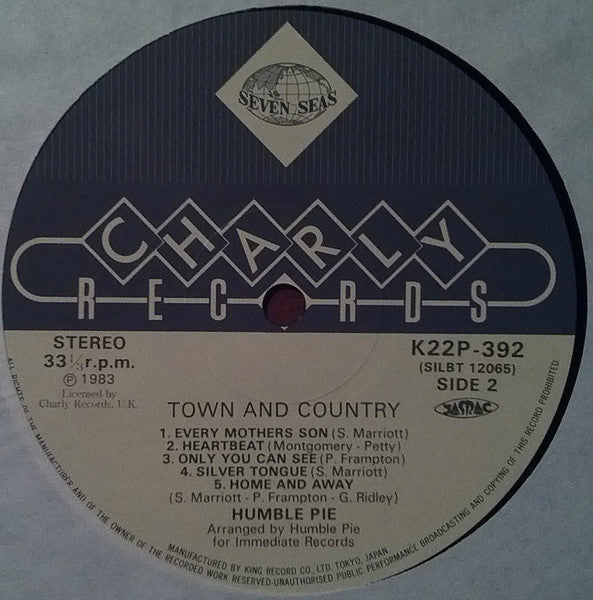 SEVEN SEAS
CHARLY
RECORDS
STEREO
33 1/3 r.p.m.
℗ 1983
Licensed by
Charly Records, U.K.
K22P-392
(SILBT 12065)
SIDE 2
JASRAC
TOWN AND COUNTRY
1. EVERY MOTHERS SON (S. Marriott)
2. HEARTBEAT (Montgomery - Petty)
3. ONLY YOU CAN SEE (P. Frampton)
4. SILVER TONGUE (S. Marriott)
5. HOME AND AWAY
(S. Marriott - P. Frampton - G. Ridley)
HUMBLE PIE
Arranged by Humble Pie
for Immediate Records
MANUFACTURED BY KING RECORD CO. LTD. TOKYO, JAPAN
ALL RIGHTS OF THE MANUFACTURER AND OF THE OWNER OF THE RECORDED WORK RESERVED-UNAUTHORISED PUBLIC PERFORMANCE BROADCASTING AND COPYING OF THIS RECORD PROHIBITED